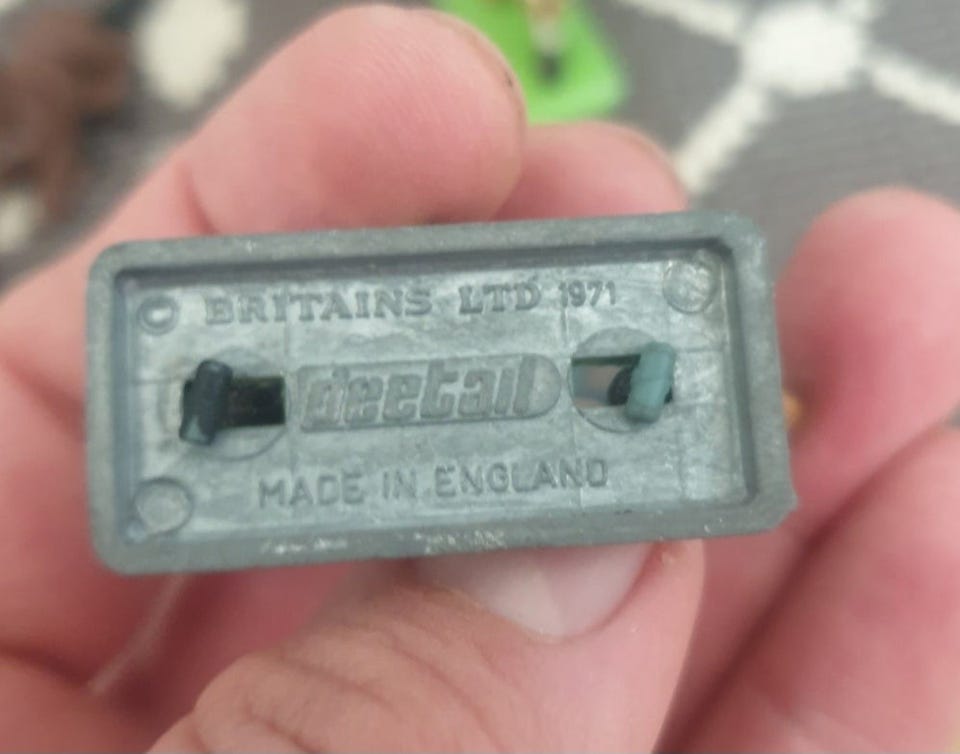 © BRITAINS LTD 1971
deetail
MADE IN ENGLAND